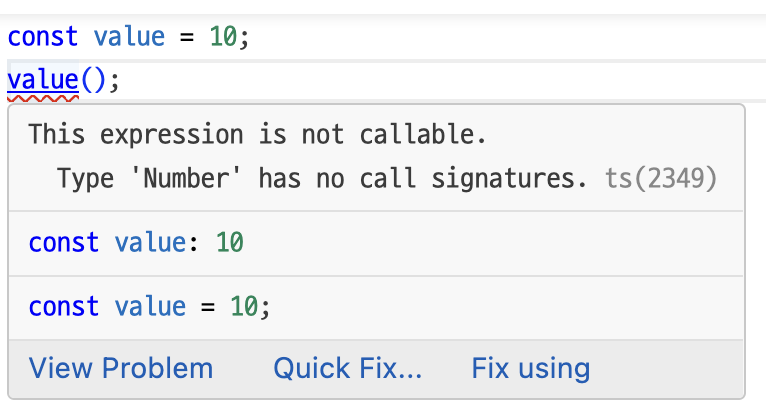 const value = 10;
value();
This expression is not callable.
Type 'Number' has no call signatures. ts(2349)
const value: 10
const value = 10;
View Problem Quick Fix... Fix using